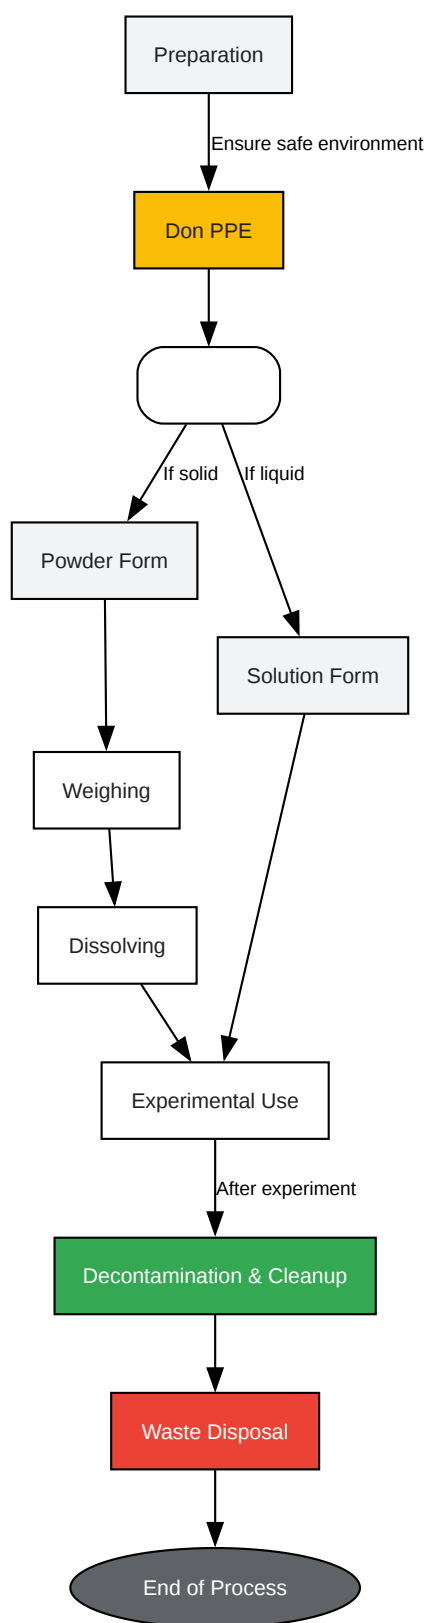 Preparation
Ensure safe environment
Don PPE
If solid
If liquid
Powder Form
Solution Form
Weighing
Dissolving
Experimental Use
After experiment
Decontamination & Cleanup
Waste Disposal
End of Process